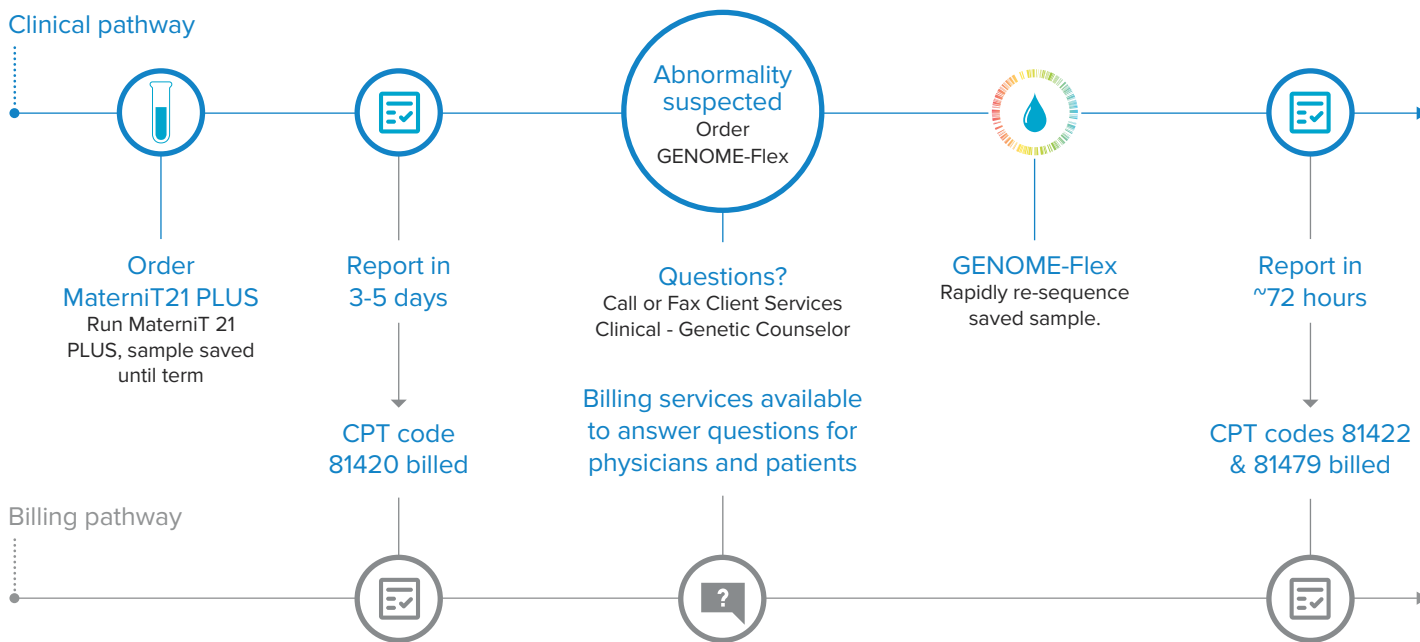 Clinical pathway
Abnormality
suspected
Order
GENOME-Flex
Order
MaterniT21 PLUS
Run MaterniT 21
PLUS, sample saved
until term
Report in
3-5 days
Questions?
Call or Fax Client Services
Clinical - Genetic Counselor
GENOME-Flex
Rapidly re-sequence
saved sample.
Report in
~72 hours
CPT code
81420 billed
Billing services available
to answer questions for
physicians and patients
CPT codes 81422
& 81479 billed
Billing pathway
?